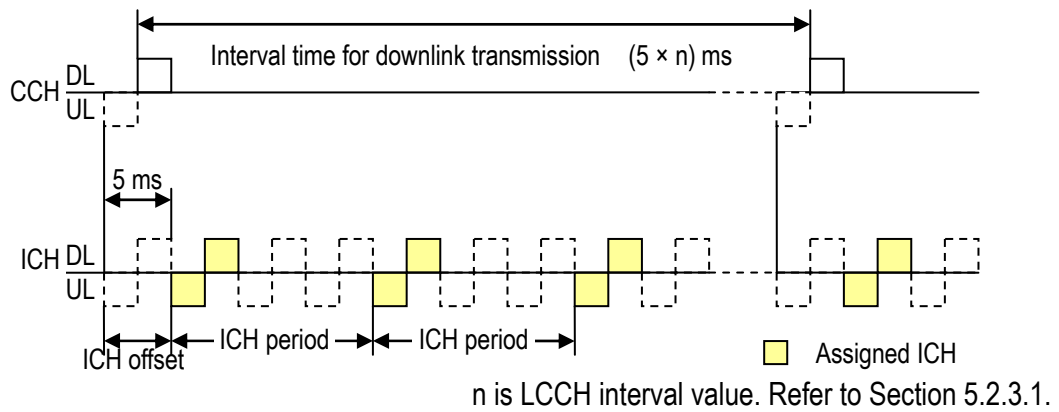 Interval time for downlink transmission (5 × n) ms
DL
CCH
UL
5 ms
DL
ICH
UL
ICH offset
ICH period
ICH period
Assigned ICH
n is LCCH interval value. Refer to Section 5.2.3.1.